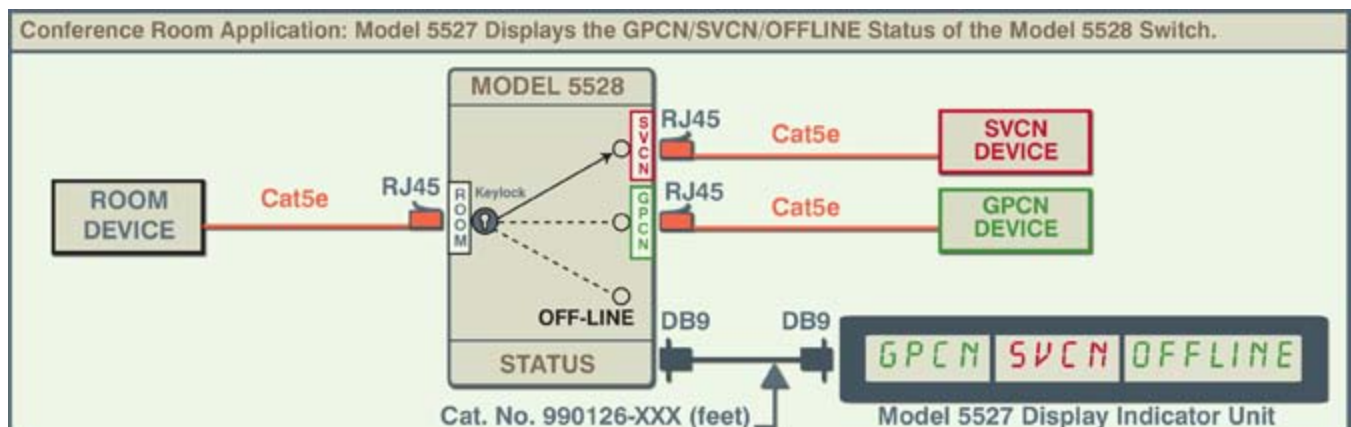 Conference Room Application: Model 5527 Displays the GPCN/SVCN/OFFLINE Status of the Model 5528 Switch.
MODEL 5528
ROOM
DEVICE
Cat5e
RJ45
ROOM
Keylock
SVCN
RJ45
Cat5e
SVCN
DEVICE
GPCN
RJ45
Cat5e
GPCN
DEVICE
OFF-LINE
STATUS
DB9
DB9
GPCN
SVCN
OFFLINE
Cat. No. 990126-XXX (feet)
Model 5527 Display Indicator Unit